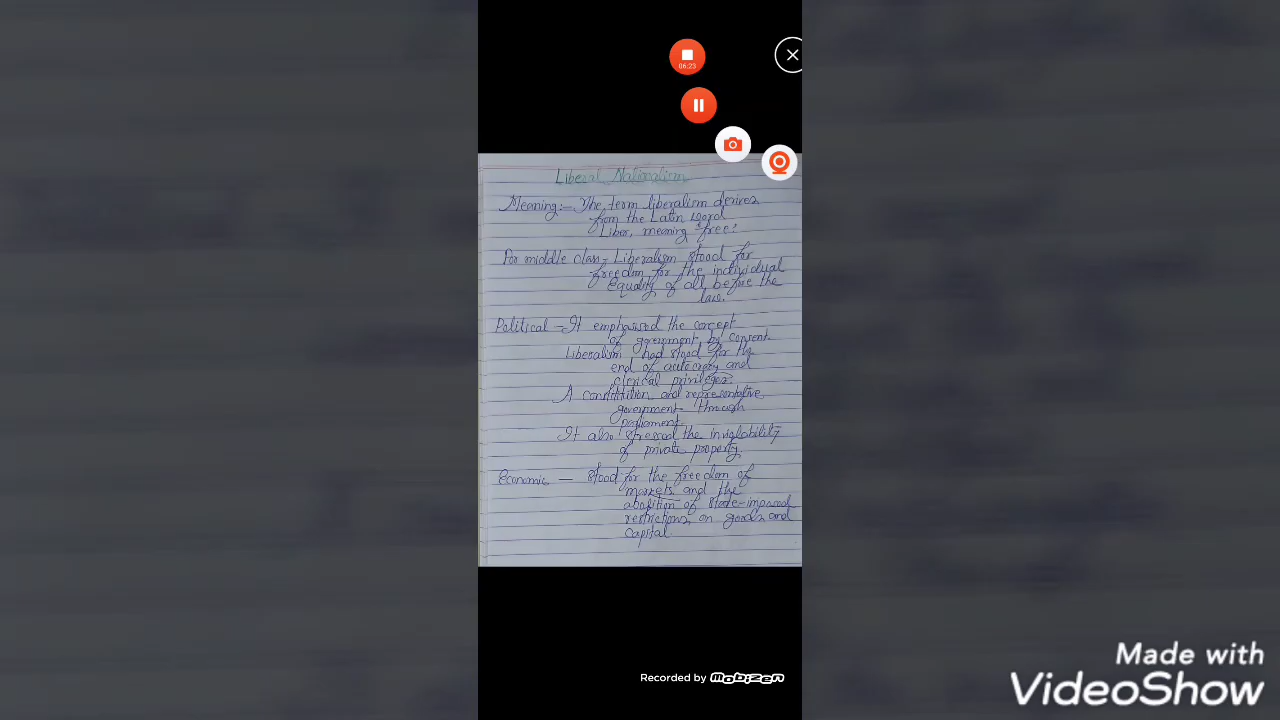 06:23
Liberal Nationalism
Meaning:- The term liberalism derives
from the Latin word
Liber, meaning free.
For middle class, Liberalism stood for
freedom for the individual
Equality of all before the
law.
Political - It emphasised the concept
of government by consent
Liberalism had stood for the
end of autocracy and
clerical privileges.
A constitution and representative
government through
parliament
It also stressed the inviolability
of private property.
Economic - stood for the freedom of
markets and the
abolition of state-imposed
restrictions on goods and
capital.
Recorded by mobizen
Made with
VideoShow